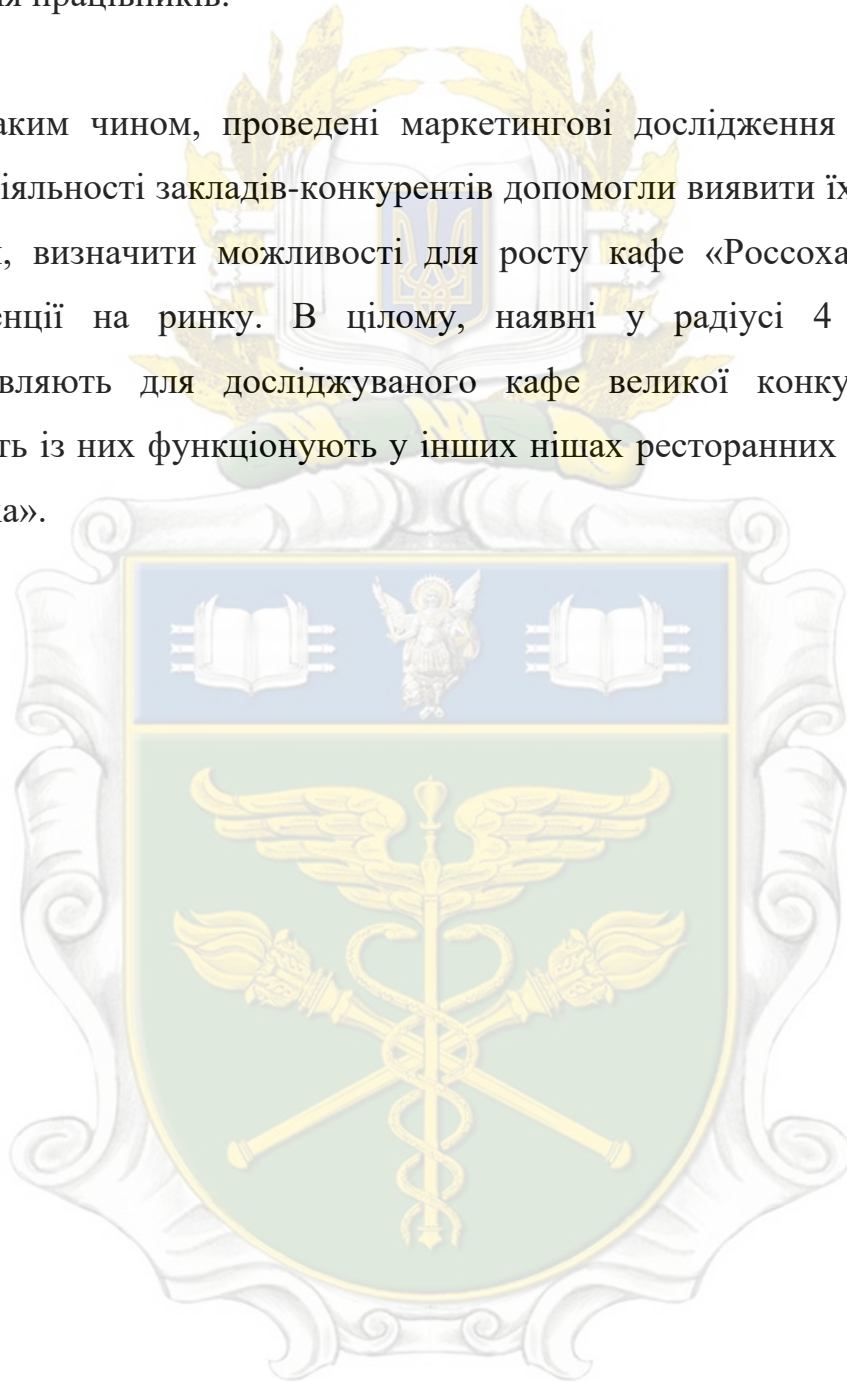 я працівників.
аким чином, проведені маркетингові дослідження
іяльності закладів-конкурентів допомогли виявити їх
, визначити можливості для росту кафе «Россоха
енції на ринку. В цілому, наявні у радіусі 4
вляють для досліджуваного кафе великої конку
ть із них функціонують у інших нішах ресторанних
а».